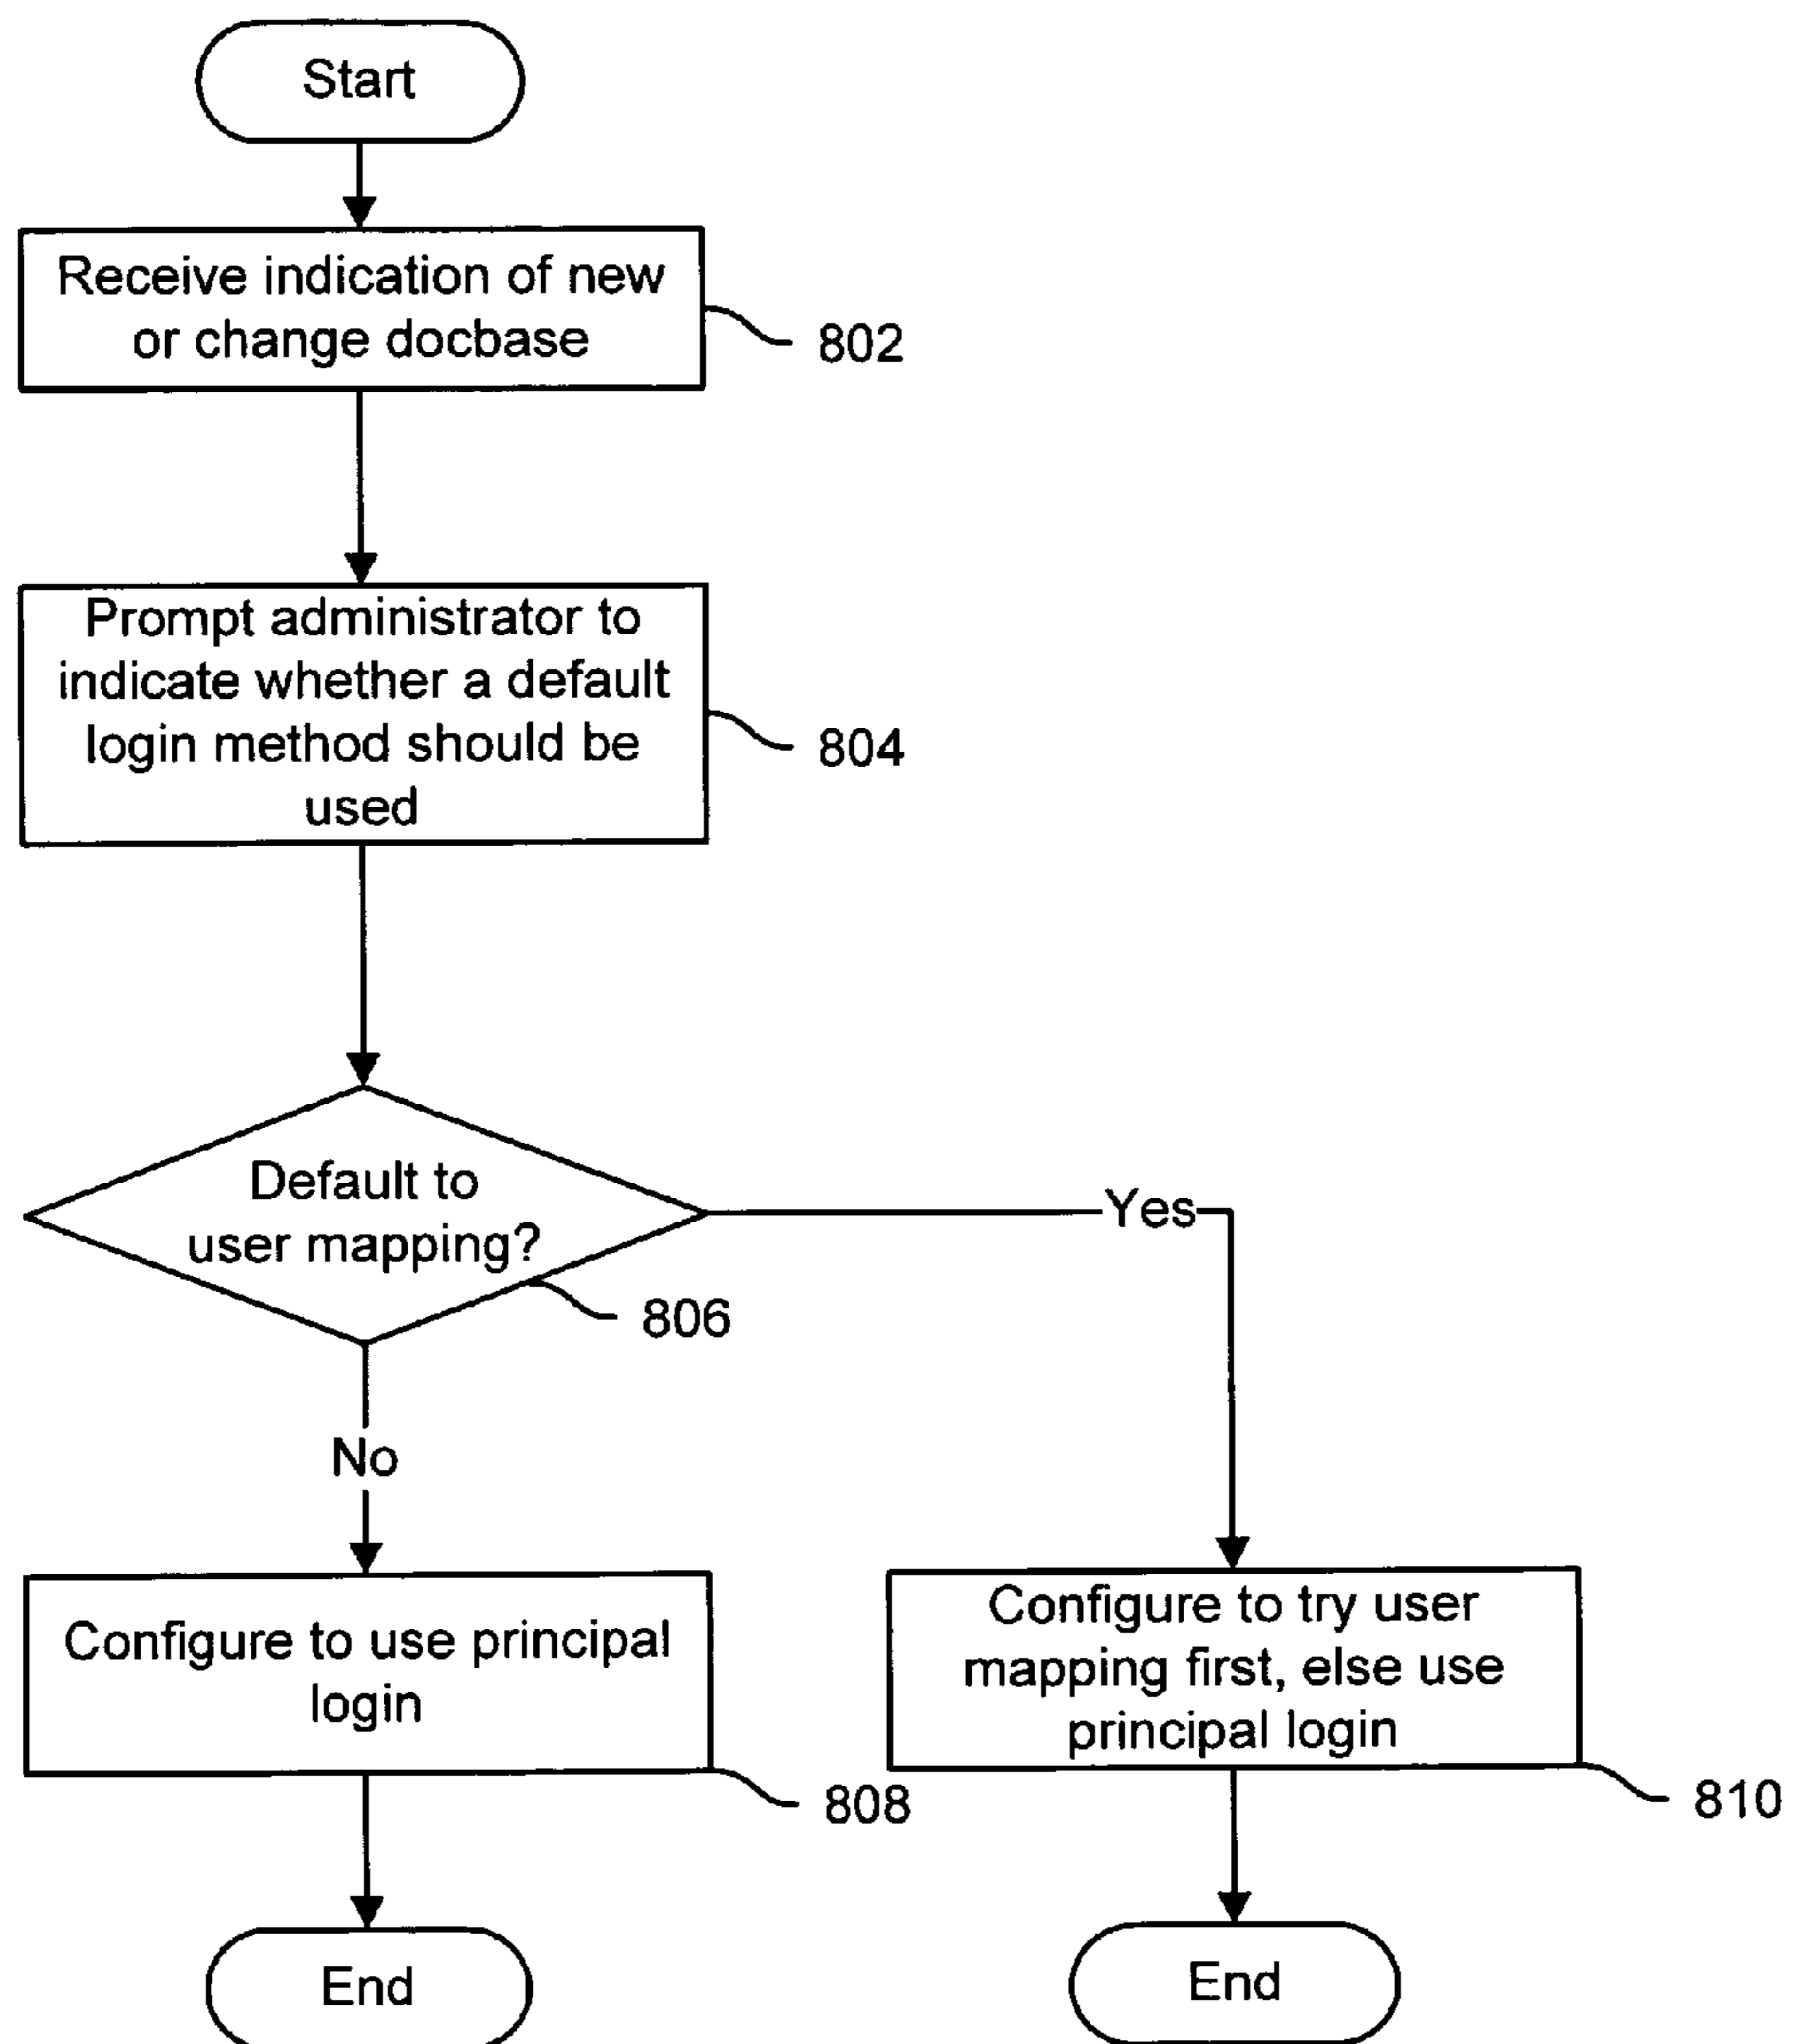 Start
Receive indication of new
or change docbase
802
Prompt administrator to
indicate whether a default
login method should be
used
804
Default to
user mapping?
Yes
806
No
Configure to use principal
login
808
Configure to try user
mapping first, else use
principal login
810
End
End